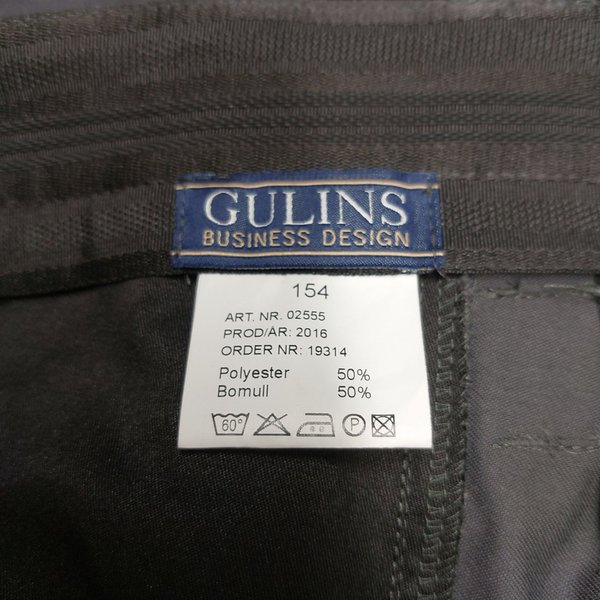 GULINS
BUSINESS DESIGN
154
ART. NR. 02555
PROD/ÅR: 2016
ORDER NR: 19314
Polyester 50%
Bomull 50%
60° P